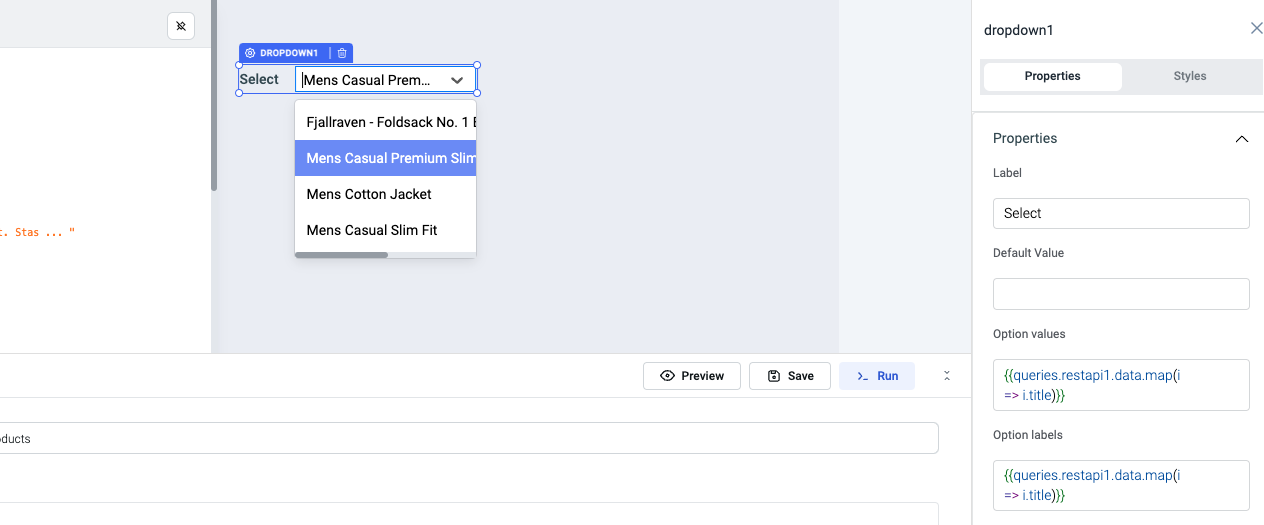 DROPDOWN1
Select
Mens Casual Prem...
Fjallraven - Foldsack No. 1
Mens Casual Premium Slim
Mens Cotton Jacket
Mens Casual Slim Fit
Stas ... "
Preview
Save
Run
ducts
dropdown1
Properties
Styles
Properties
Label
Select
Default Value
Option values
{{queries.restapi1.data.map(i
=> i.title)}}
Option labels
{{queries.restapi1.data.map(i
=> i.title)}}